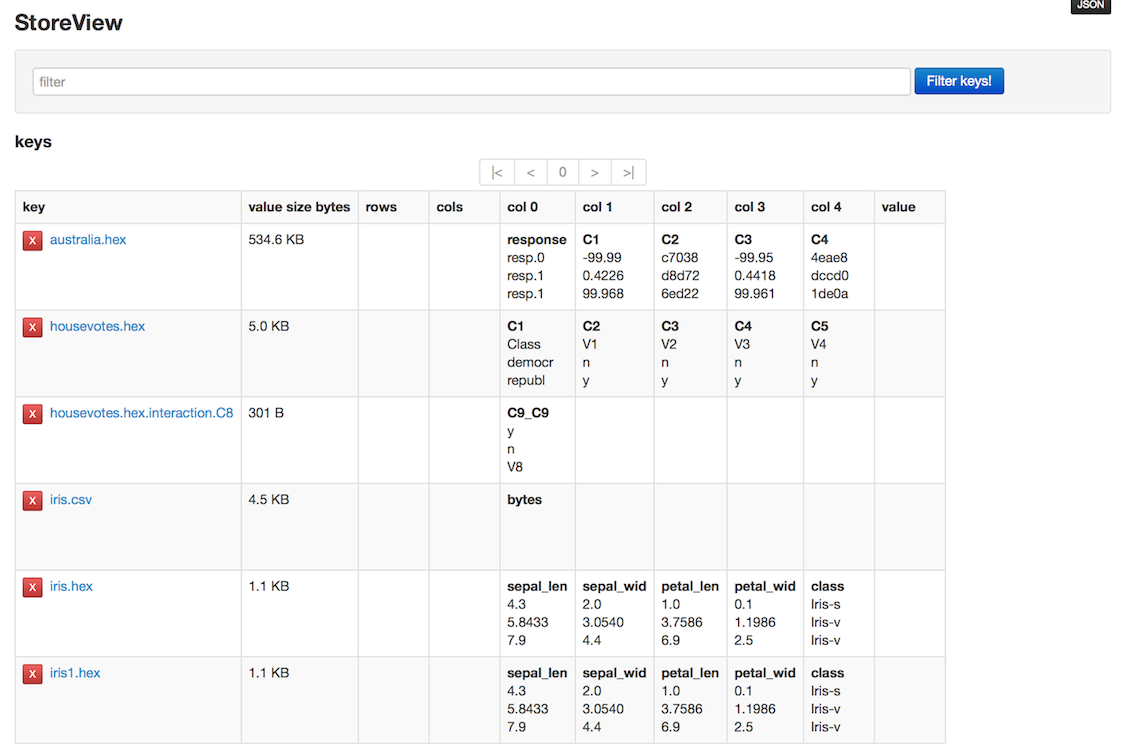 JSON
StoreView
filter Filter keys!
keys
|< < 0 > >|
key value size bytes rows cols col 0 col 1 col 2 col 3 col 4 value
x australia.hex 534.6 KB response C1 C2 C3 C4
resp.0 -99.99 c7038 -99.95 4eae8
resp.1 0.4226 d8d72 0.4418 dccd0
resp.1 99.968 6ed22 99.961 1de0a
x housevotes.hex 5.0 KB C1 C2 C3 C4 C5
Class V1 V2 V3 V4
democr n n n n
republ y y y y
x housevotes.hex.interaction.C8 301 B C9_C9
y
n
V8
x iris.csv 4.5 KB bytes
x iris.hex 1.1 KB sepal_len sepal_wid petal_len petal_wid class
4.3 2.0 1.0 0.1 Iris-s
5.8433 3.0540 3.7586 1.1986 Iris-v
7.9 4.4 6.9 2.5 Iris-v
x iris1.hex 1.1 KB sepal_len sepal_wid petal_len petal_wid class
4.3 2.0 1.0 0.1 Iris-s
5.8433 3.0540 3.7586 1.1986 Iris-v
7.9 4.4 6.9 2.5 Iris-v